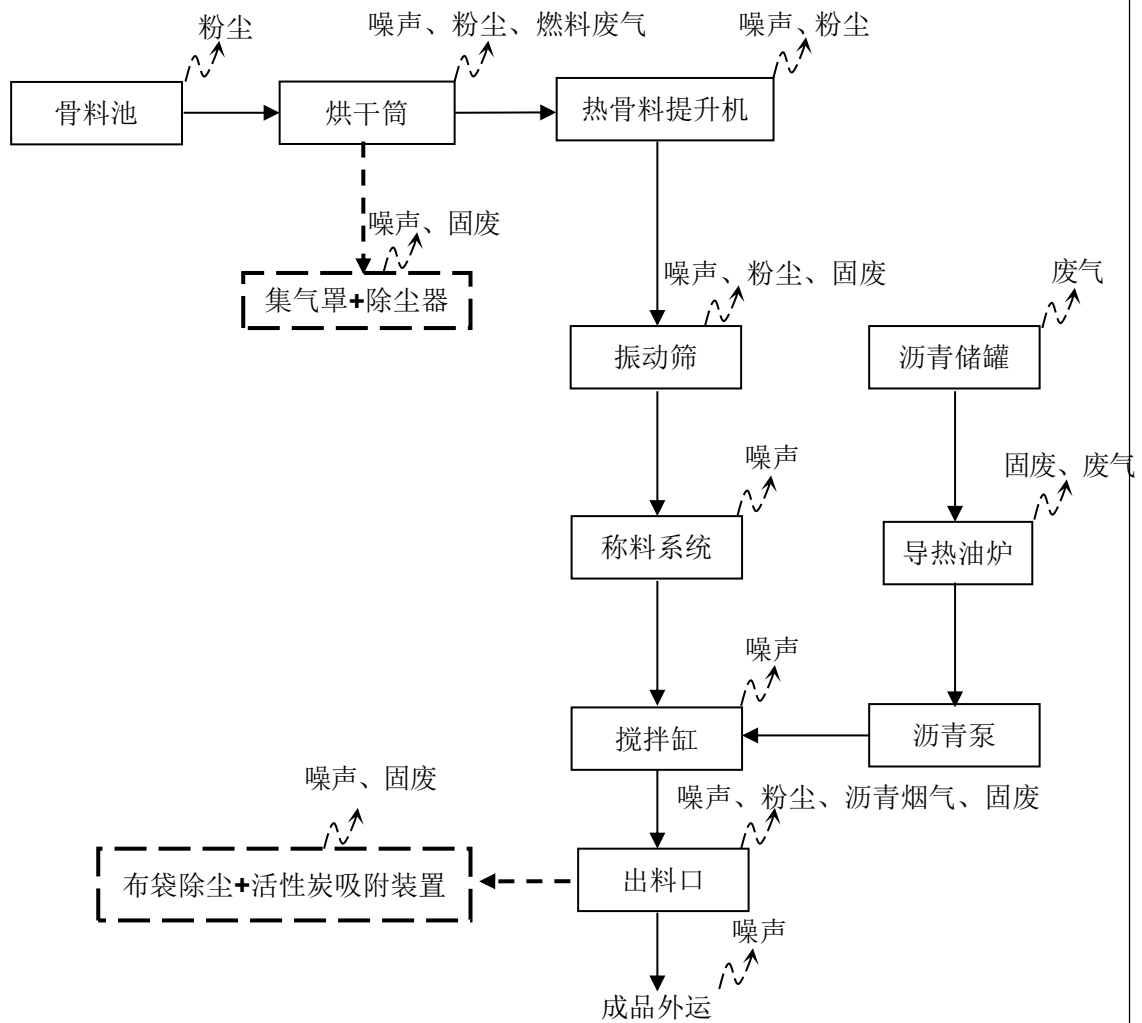 粉尘
噪声、粉尘、燃料废气
噪声、粉尘
骨料池
烘干筒
热骨料提升机
噪声、固废
集气罩+除尘器
噪声、粉尘、固废
废气
振动筛
沥青储罐
噪声
固废、废气
称料系统
导热油炉
噪声
搅拌缸
沥青泵
噪声、固废
噪声、粉尘、沥青烟气、固废
布袋除尘+活性炭吸附装置
出料口
噪声
成品外运